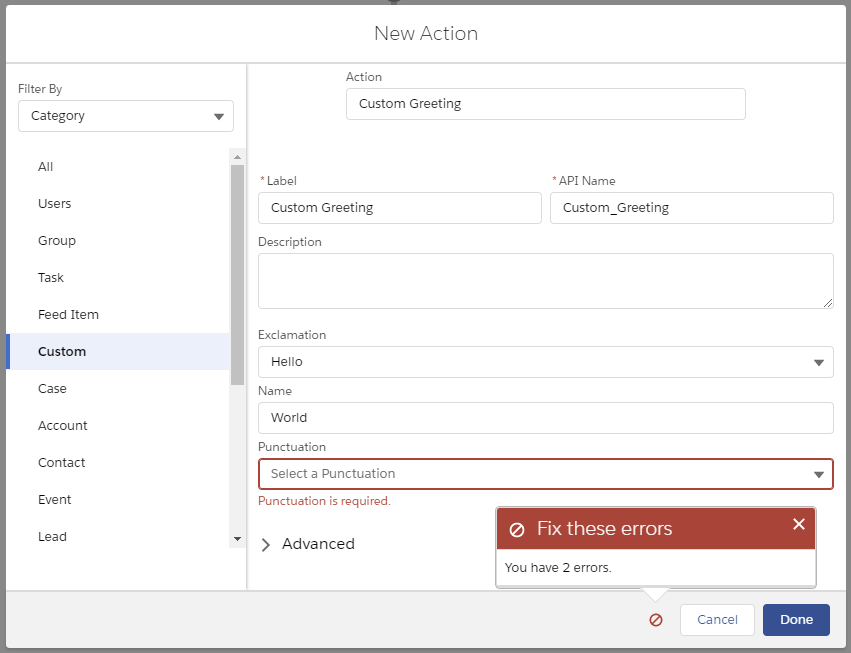 New Action
Filter By
Category
All
Users
Group
Task
Feed Item
Custom
Case
Account
Contact
Event
Lead
Action
Custom Greeting
* Label
* API Name
Custom Greeting
Custom_Greeting
Description
Exclamation
Hello
Name
World
Punctuation
Select a Punctuation
Punctuation is required.
Advanced
Fix these errors
You have 2 errors.
Cancel
Done